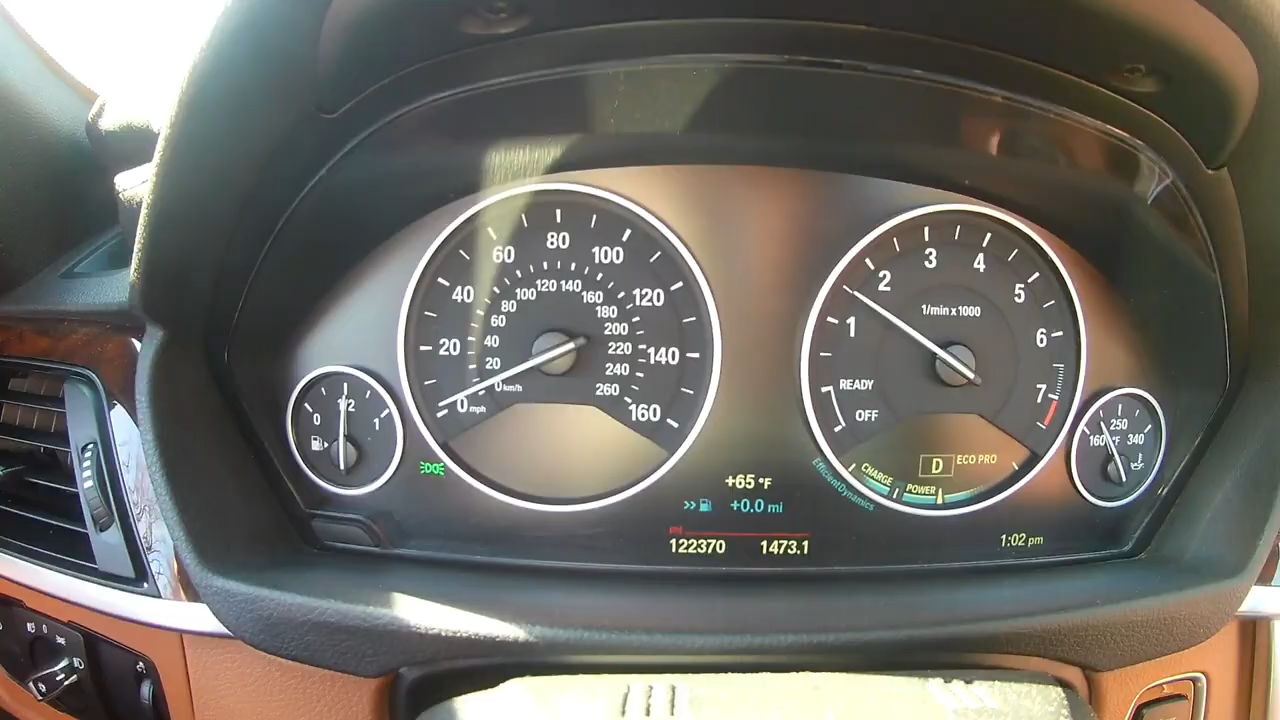 0
1/2
1
0
20
40
60
80
100
120
140
160
mph
0
20
40
60
80
100
120
140
160
180
200
220
240
260
km/h
+65 °F
+0.0 mi
mi
122370 1473.1
1
2
3
4
5
6
7
1/min x 1000
READY
OFF
D ECO PRO
CHARGE
POWER
EfficientDynamics
160
250
340
°F
1:02 pm